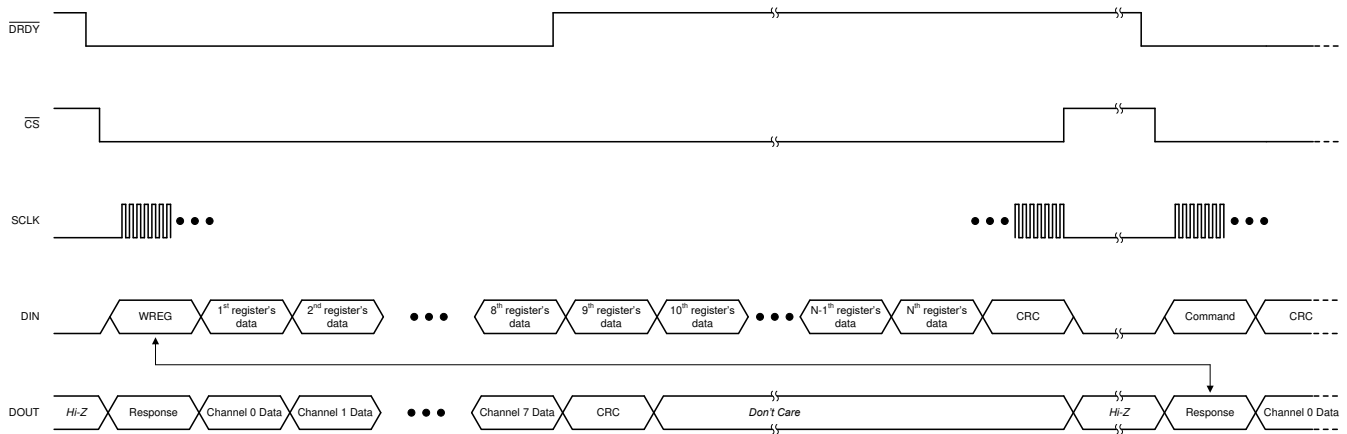 DRDY
CS
SCLK
DIN
WREG
1st register's
data
2nd register's
data
8th register's
data
9th register's
data
10th register's
data
N-1th register's
data
Nth register's
data
CRC
Command
CRC
DOUT
Hi-Z
Response
Channel 0 Data
Channel 1 Data
Channel 7 Data
CRC
Don't Care
Hi-Z
Response
Channel 0 Data